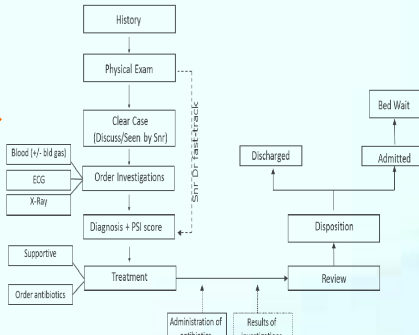 History
Physical Exam
Clear Case
(Discuss/Seen by Snr)
Snr Dr fast-track
Blood (+/- bld gas)
ECG
X-Ray
Order Investigations
Diagnosis + PSI score
Supportive
Order antibiotics
Treatment
Administration of
Results of
Review
Disposition
Discharged
Admitted
Bed Wait